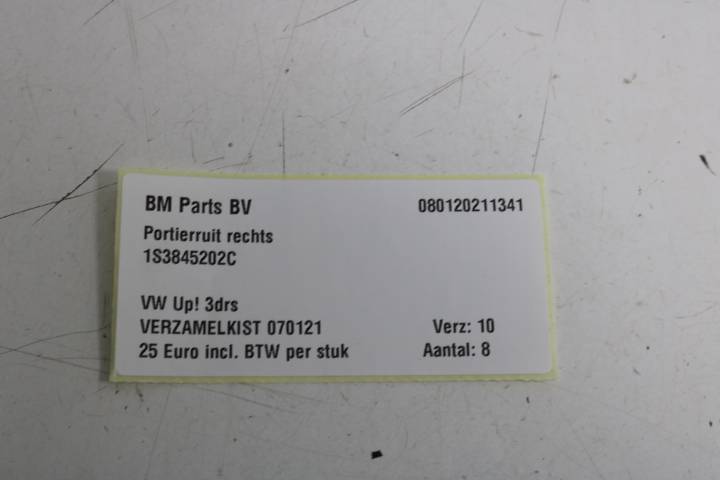 BM Parts BV 080120211341
Portierruit rechts
1S3845202C
VW Up! 3drs
VERZAMELKIST 070121 Verz: 10
25 Euro incl. BTW per stuk Aantal: 8